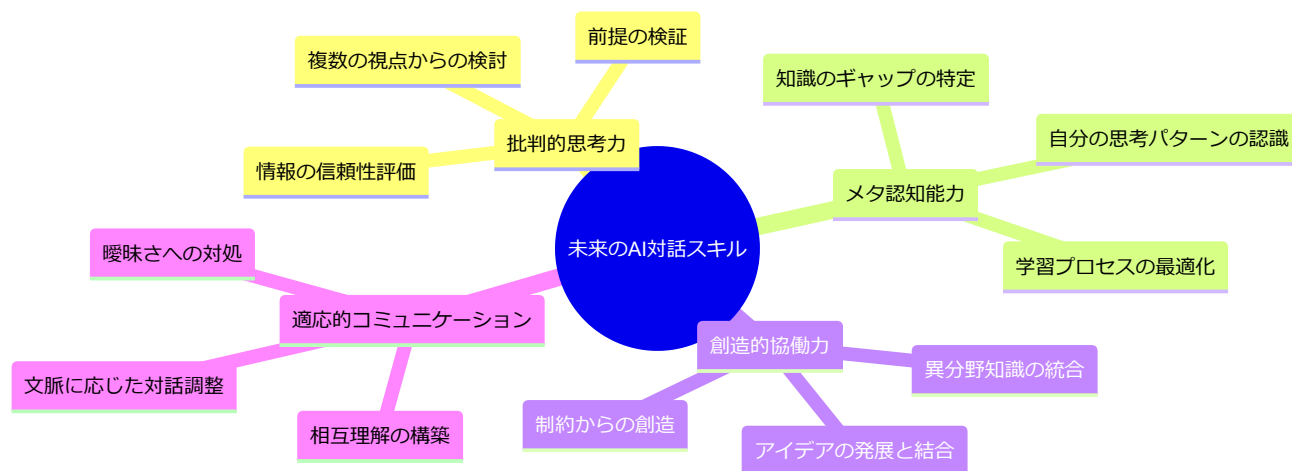 未来のAI対話スキル
批判的思考力
前提の検証
複数の視点からの検討
情報の信頼性評価
メタ認知能力
知識のギャップの特定
自分の思考パターンの認識
学習プロセスの最適化
創造的協働力
異分野知識の統合
アイデアの発展と結合
制約からの創造
適応的コミュニケーション
曖昧さへの対処
文脈に応じた対話調整
相互理解の構築